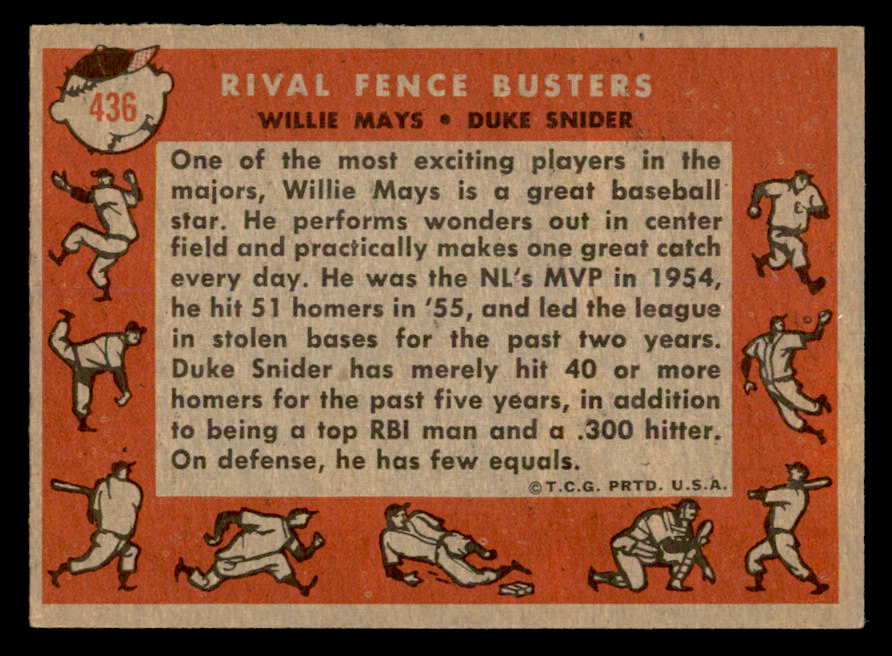 436
RIVAL FENCE BUSTERS
WILLIE MAYS • DUKE SNIDER
One of the most exciting players in the
majors, Willie Mays is a great baseball
star. He performs wonders out in center
field and practically makes one great catch
every day. He was the NL's MVP in 1954,
he hit 51 homers in '55, and led the league
in stolen bases for the past two years.
Duke Snider has merely hit 40 or more
homers for the past five years, in addition
to being a top RBI man and a .300 hitter.
On defense, he has few equals.
© T.C.G. PRTD. U.S.A.